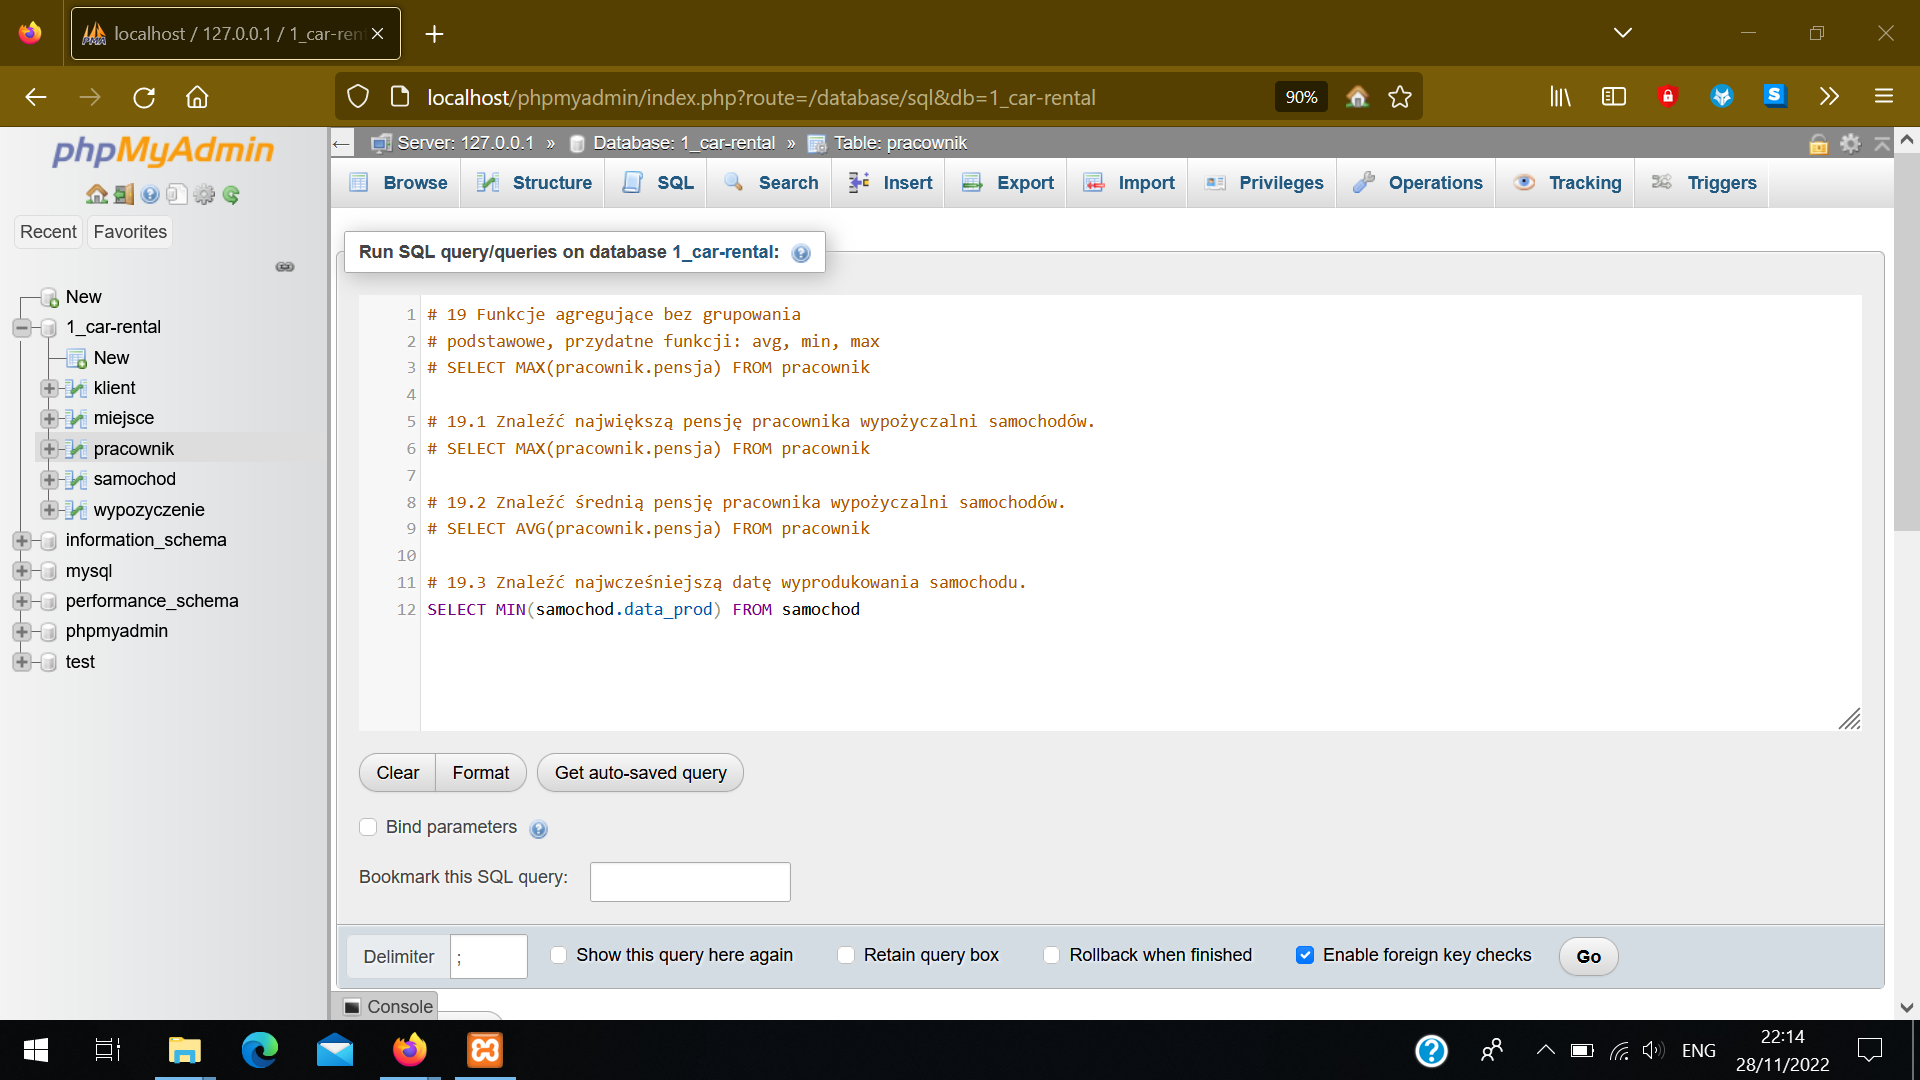 localhost / 127.0.0.1 / 1_car-ren
localhost/phpmyadmin/index.php?route=/database/sql&db=1_car-rental
90%
phpMyAdmin
Recent
Favorites
New
1_car-rental
New
klient
miejsce
pracownik
samochod
wypozyczenie
information_schema
mysql
performance_schema
phpmyadmin
test
Server: 127.0.0.1 » Database: 1_car-rental » Table: pracownik
Browse Structure SQL Search Insert Export Import Privileges Operations Tracking Triggers
Run SQL query/queries on database 1_car-rental:
1 # 19 Funkcje agregujące bez grupowania
2 # podstawowe, przydatne funkcji: avg, min, max
3 # SELECT MAX(pracownik.pensja) FROM pracownik
4
5 # 19.1 Znaleźć największą pensję pracownika wypożyczalni samochodów.
6 # SELECT MAX(pracownik.pensja) FROM pracownik
7
8 # 19.2 Znaleźć średnią pensję pracownika wypożyczalni samochodów.
9 # SELECT AVG(pracownik.pensja) FROM pracownik
10
11 # 19.3 Znaleźć najwcześniejszą datę wyprodukowania samochodu.
12 SELECT MIN(samochod.data_prod) FROM samochod
Clear Format Get auto-saved query
Bind parameters
Bookmark this SQL query:
Delimiter ; Show this query here again Retain query box Rollback when finished Enable foreign key checks Go
Console
ENG
22:14
28/11/2022